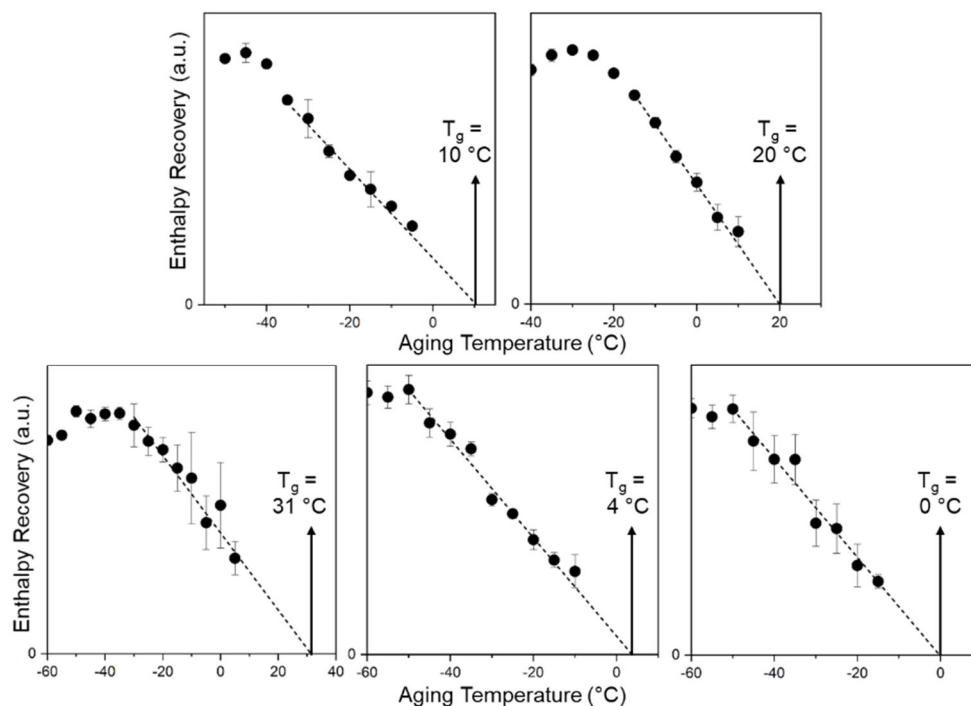 Enthalpy Recovery (a.u.)
T_g =
10 °C
0
-40
-20
0
T_g =
20 °C
-40
-20
0
20
Aging Temperature (°C)
Enthalpy Recovery (a.u.)
T_g =
31 °C
0
-60
-40
-20
0
20
40
T_g =
4 °C
0
-60
-40
-20
0
T_g =
0 °C
0
-60
-40
-20
0
Aging Temperature (°C)